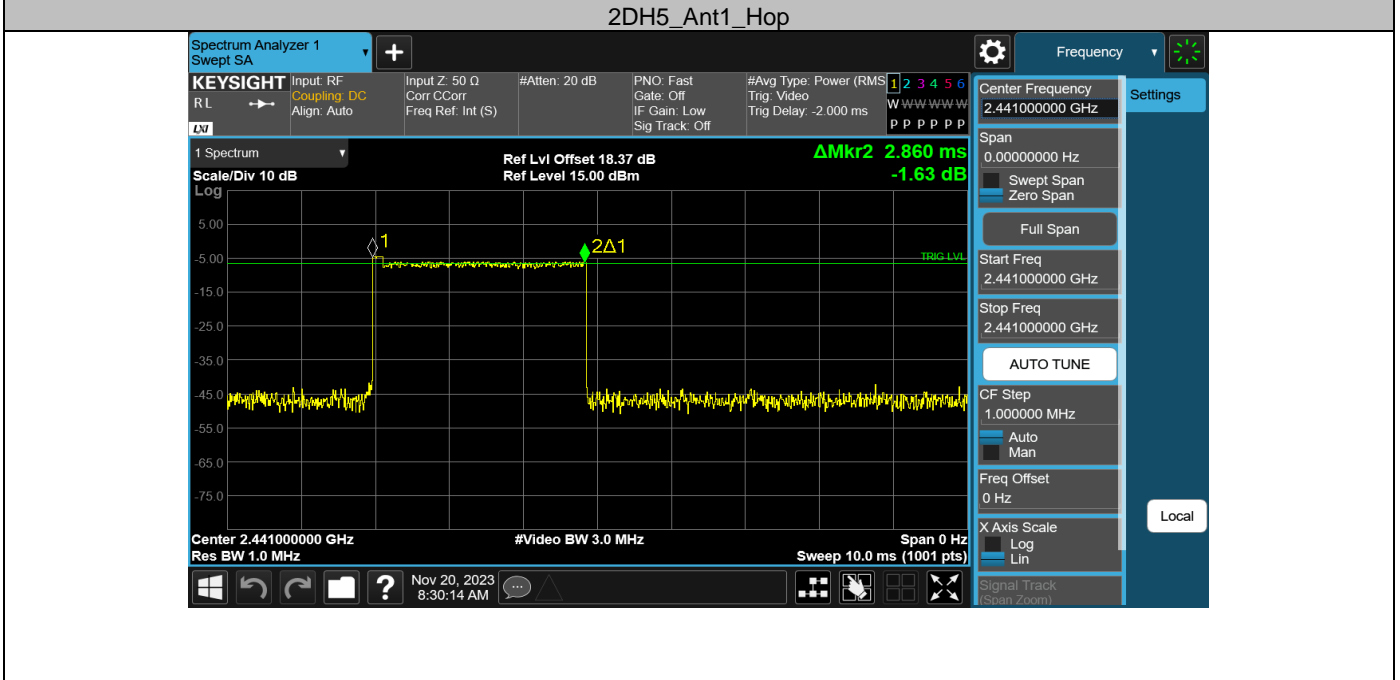 2DH5_Ant1_Hop
Spectrum Analyzer 1
Swept SA
+
Frequency
KEYSIGHT
RL
LXI
Input: RF
Coupling: DC
Align: Auto
Input Z: 50 Ω
Corr CCorr
Freq Ref: Int (S)
#Atten: 20 dB
PNO: Fast
Gate: Off
IF Gain: Low
Sig Track: Off
#Avg Type: Power (RMS
Trig: Video
Trig Delay: -2.000 ms
1 2 3 4 5 6
W W W W W W
P P P P P P
1 Spectrum
Scale/Div 10 dB
Log
Ref Lvl Offset 18.37 dB
Ref Level 15.00 dBm
ΔMkr2 2.860 ms
-1.63 dB
5.00
-5.00
-15.0
-25.0
-35.0
-45.0
-55.0
-65.0
-75.0
1
2Δ1
TRIG LVL
Center 2.441000000 GHz
Res BW 1.0 MHz
#Video BW 3.0 MHz
Span 0 Hz
Sweep 10.0 ms (1001 pts)
?
Nov 20, 2023
8:30:14 AM
Center Frequency
2.441000000 GHz
Span
0.00000000 Hz
Swept Span
Zero Span
Full Span
Start Freq
2.441000000 GHz
Stop Freq
2.441000000 GHz
AUTO TUNE
CF Step
1.000000 MHz
Auto
Man
Freq Offset
0 Hz
X Axis Scale
Log
Lin
Signal Track
(Span Zoom)
Settings
Local